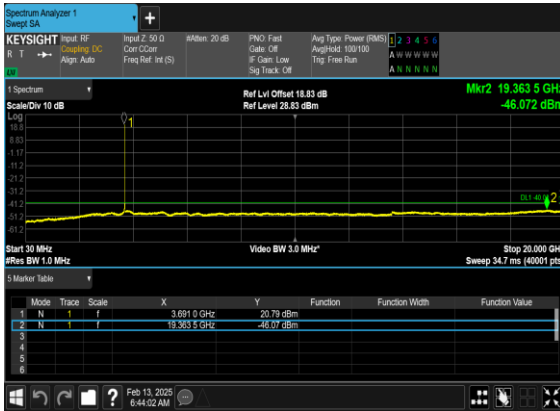 Spectrum Analyzer 1
Swept SA
+
KEYSIGHT Input: RF Input Z: 50 Ω #Atten: 20 dB PNO: Fast Avg Type: Power (RMS) 1 2 3 4 5 6
R T Coupling: DC Corr CCorr Gate: Off Avg|Hold: 100/100 A W W W W W
Align: Auto Freq Ref: Int (S) IF Gain: Low Trig: Free Run
Sig Track: Off A N N N N N
1 Spectrum
Scale/Div 10 dB
Ref Lvl Offset 18.83 dB
Ref Level 28.83 dBm
Mkr2 19.363 5 GHz
-46.072 dBm
Log
18.8
8.83
-1.17
-11.2
-21.2
-31.2
-41.2
-51.2
-61.2
1
2
Start 30 MHz
#Res BW 1.0 MHz
Video BW 3.0 MHz*
Stop 20.000 GH
Sweep 34.7 ms (40001 pts
5 Marker Table
Mode Trace Scale X Y Function Function Width Function Value
1 N 1 f 3.691 0 GHz 20.79 dBm
2 N 1 f 19.363 5 GHz -46.07 dBm
3
4
5
6
?
Feb 13, 2025
6:44:02 AM